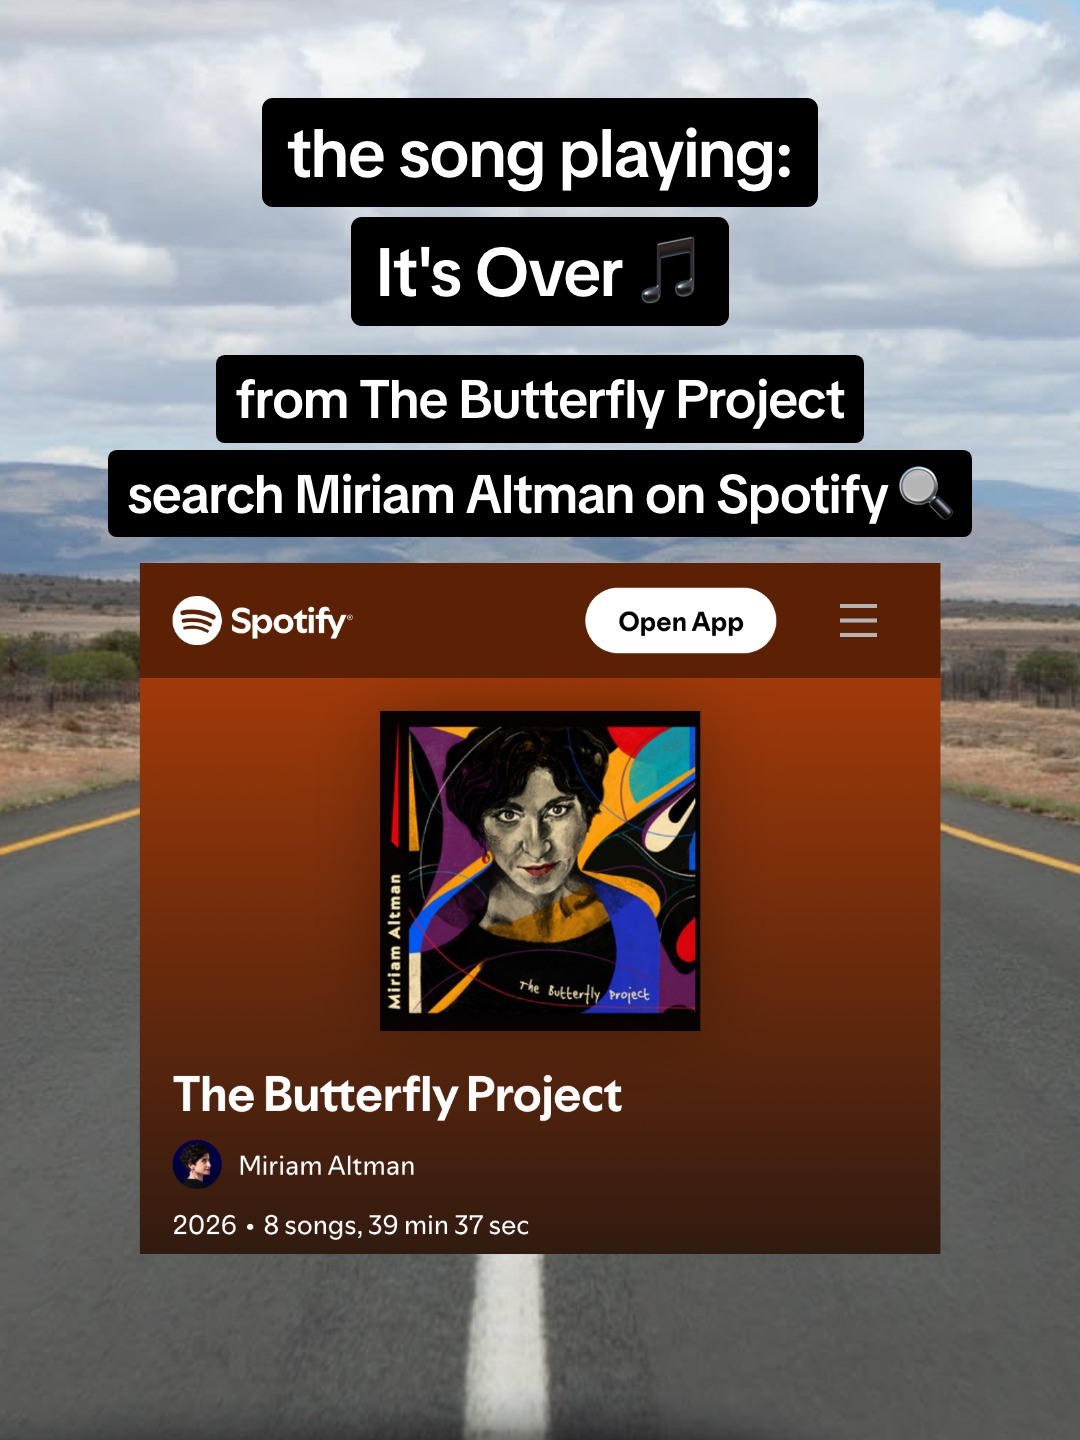 the song playing:
It's Over 🎵
from The Butterfly Project
search Miriam Altman on Spotify 🔍
Spotify®
Open App
Miriam Altman
The Butterfly Project
The Butterfly Project
Miriam Altman
2026 • 8 songs, 39 min 37 sec